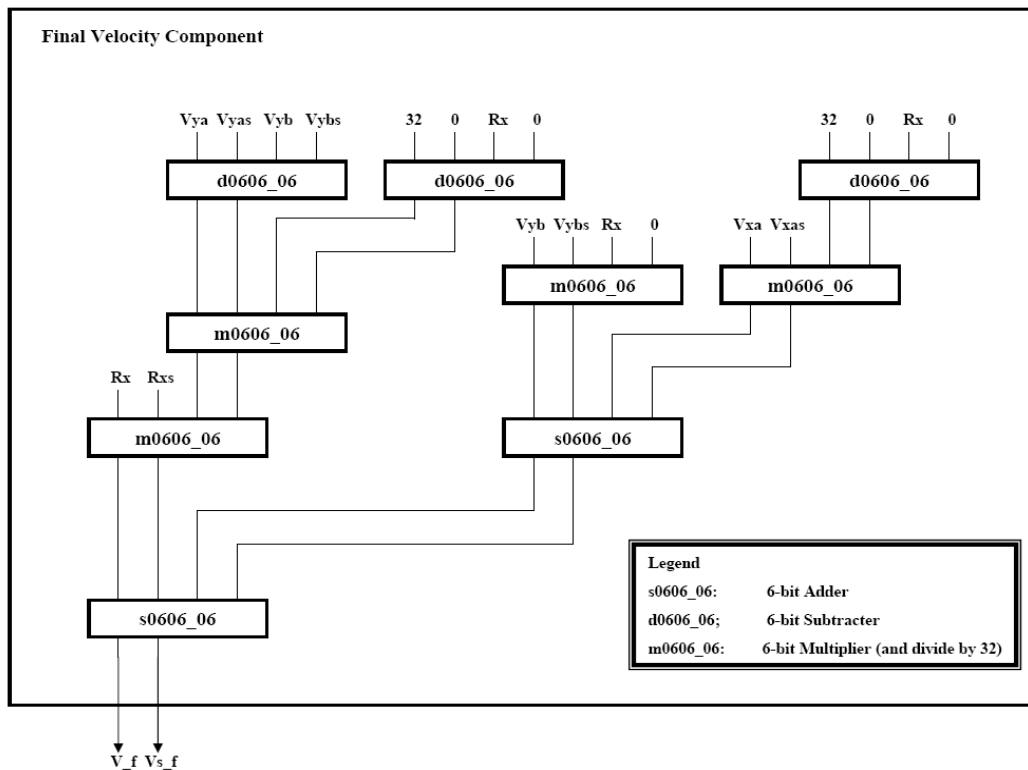 Final Velocity Component
Vya Vyas Vyb Vybs
32 0 Rx 0
32 0 Rx 0
d0606_06
d0606_06
d0606_06
Vyb Vybs Rx 0
Vxa Vxas
m0606_06
m0606_06
m0606_06
Rx Rxs
m0606_06
s0606_06
Legend
s0606_06: 6-bit Adder
d0606_06; 6-bit Subtracter
m0606_06: 6-bit Multiplier (and divide by 32)
s0606_06
V_f Vs_f